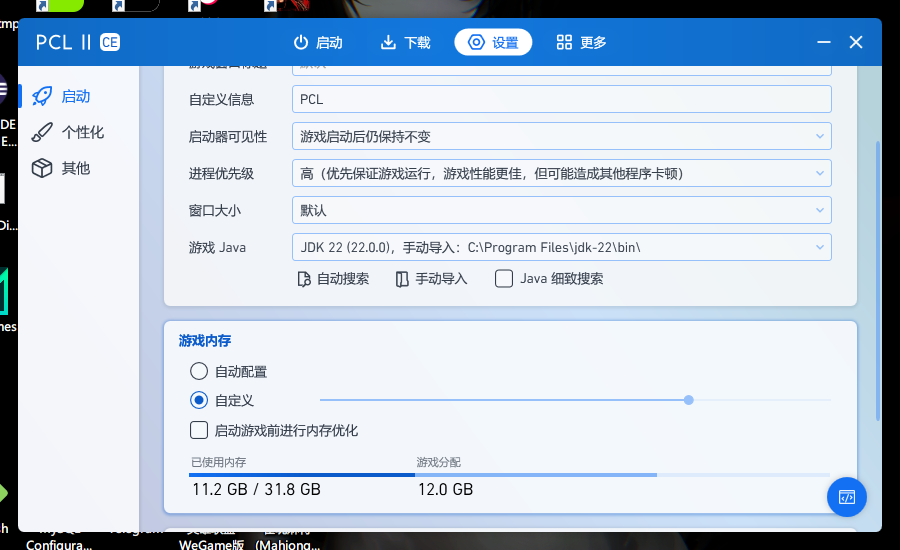 PCL II CE
启动
下载
设置
更多
启动
个性化
其他
自定义信息
PCL
启动器可见性
游戏启动后仍保持不变
进程优先级
高（优先保证游戏运行，游戏性能更佳，但可能造成其他程序卡顿）
窗口大小
默认
游戏 Java
JDK 22 (22.0.0)，手动导入：C:\Program Files\jdk-22\bin\
自动搜索
手动导入
Java 细致搜索
游戏内存
自动配置
自定义
启动游戏前进行内存优化
已使用内存
游戏分配
11.2 GB / 31.8 GB
12.0 GB
Configura...
WeGame版
(Mahjong...